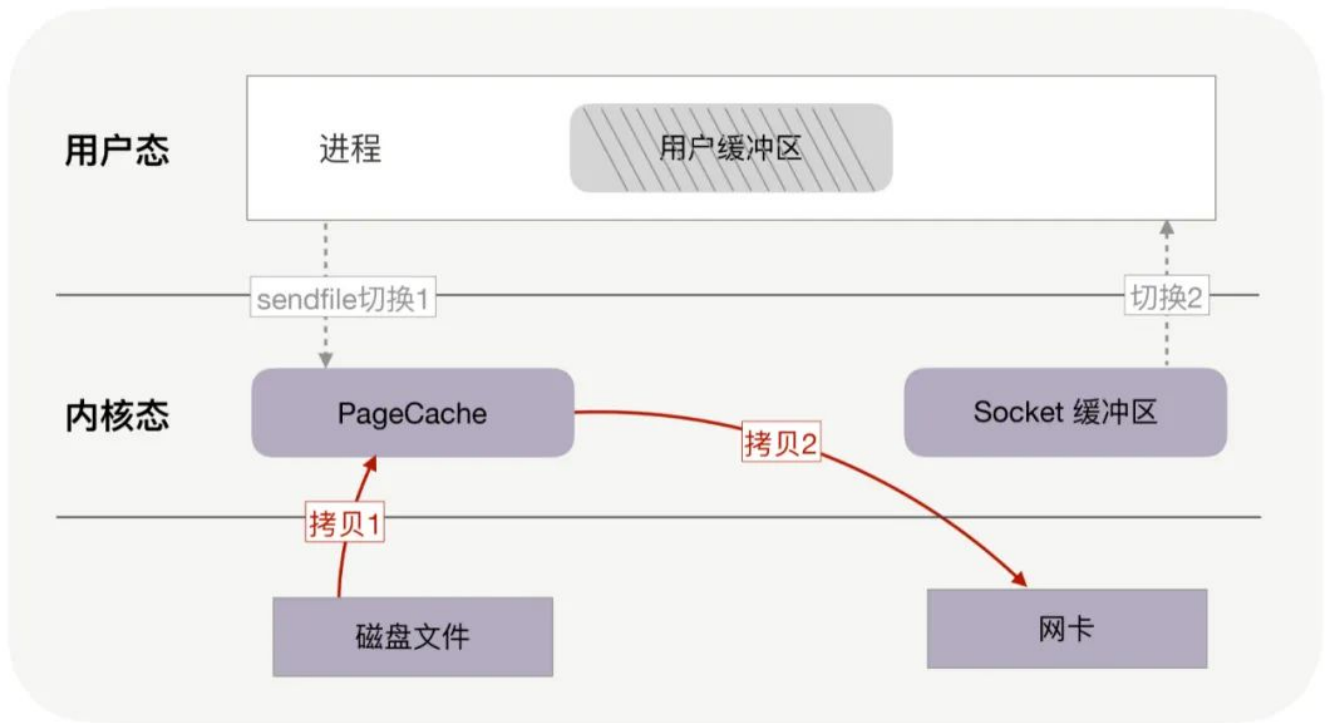 用户态
进程
用户缓冲区
sendfile切换1
切换2
内核态
PageCache
Socket 缓冲区
拷贝2
拷贝1
磁盘文件
网卡